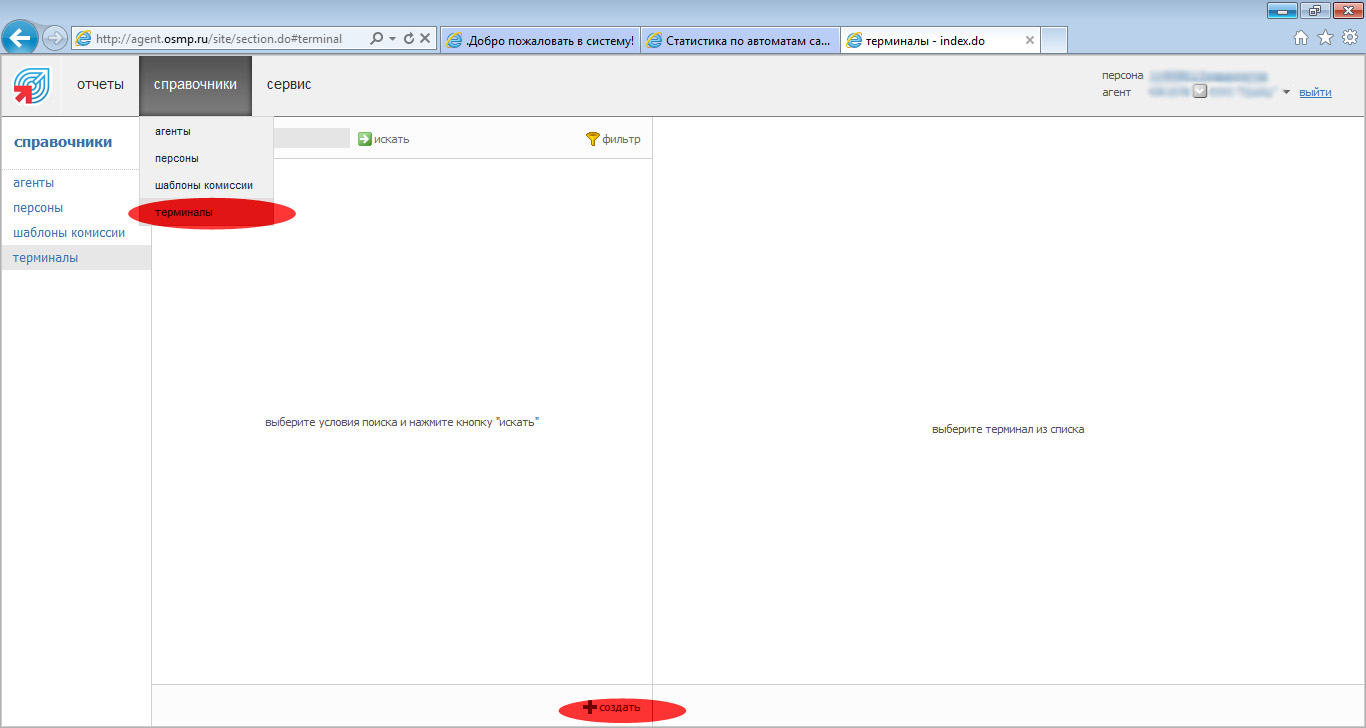 http://agent.osmp.ru/site/section.do#terminal
.Добро пожаловать в систему!
Статистика по автоматам са...
терминалы - index.do
отчеты
справочники
сервис
персона
агент
выйти
справочники
агенты
персоны
шаблоны комиссии
терминалы
агенты
персоны
шаблоны комиссии
терминалы
искать
фильтр
выберите условия поиска и нажмите кнопку "искать"
выберите терминал из списка
создать